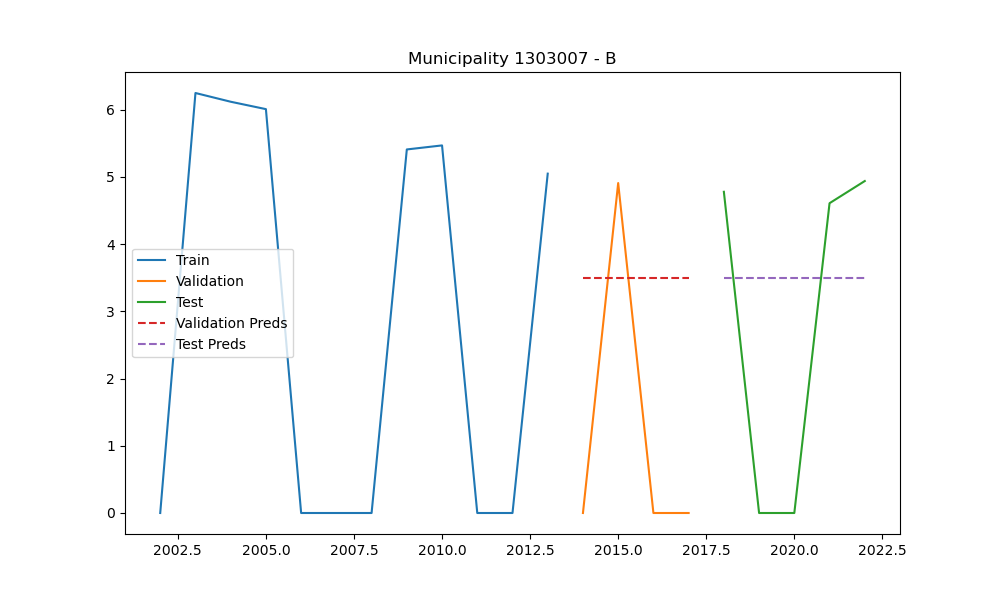 Municipality 1303007 - B
6
5
4
3
2
1
0
Train
Validation
Test
Validation Preds
Test Preds
2002.5 2005.0 2007.5 2010.0 2012.5 2015.0 2017.5 2020.0 2022.5